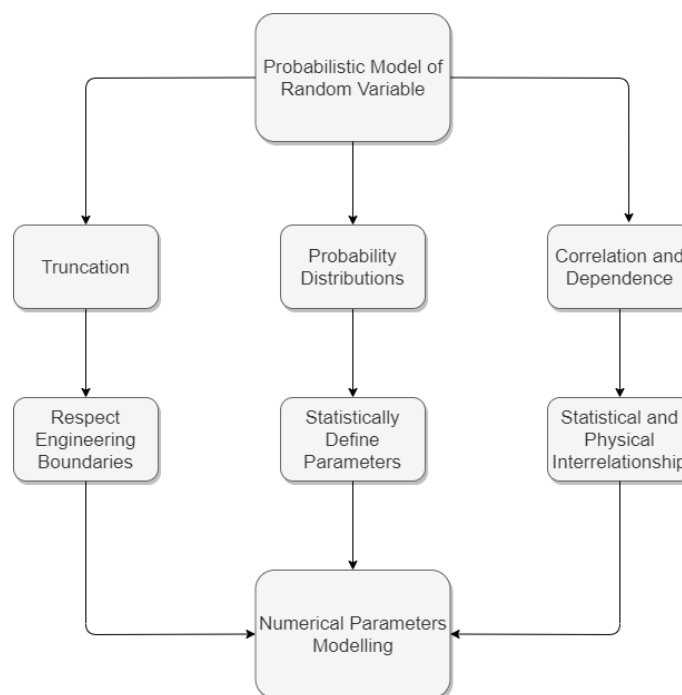 Probabilistic Model of
Random Variable
Truncation
Probability
Distributions
Correlation and
Dependence
Respect
Engineering
Boundaries
Statistically
Define
Parameters
Statistical and
Physical
Interrelationship
Numerical Parameters
Modelling